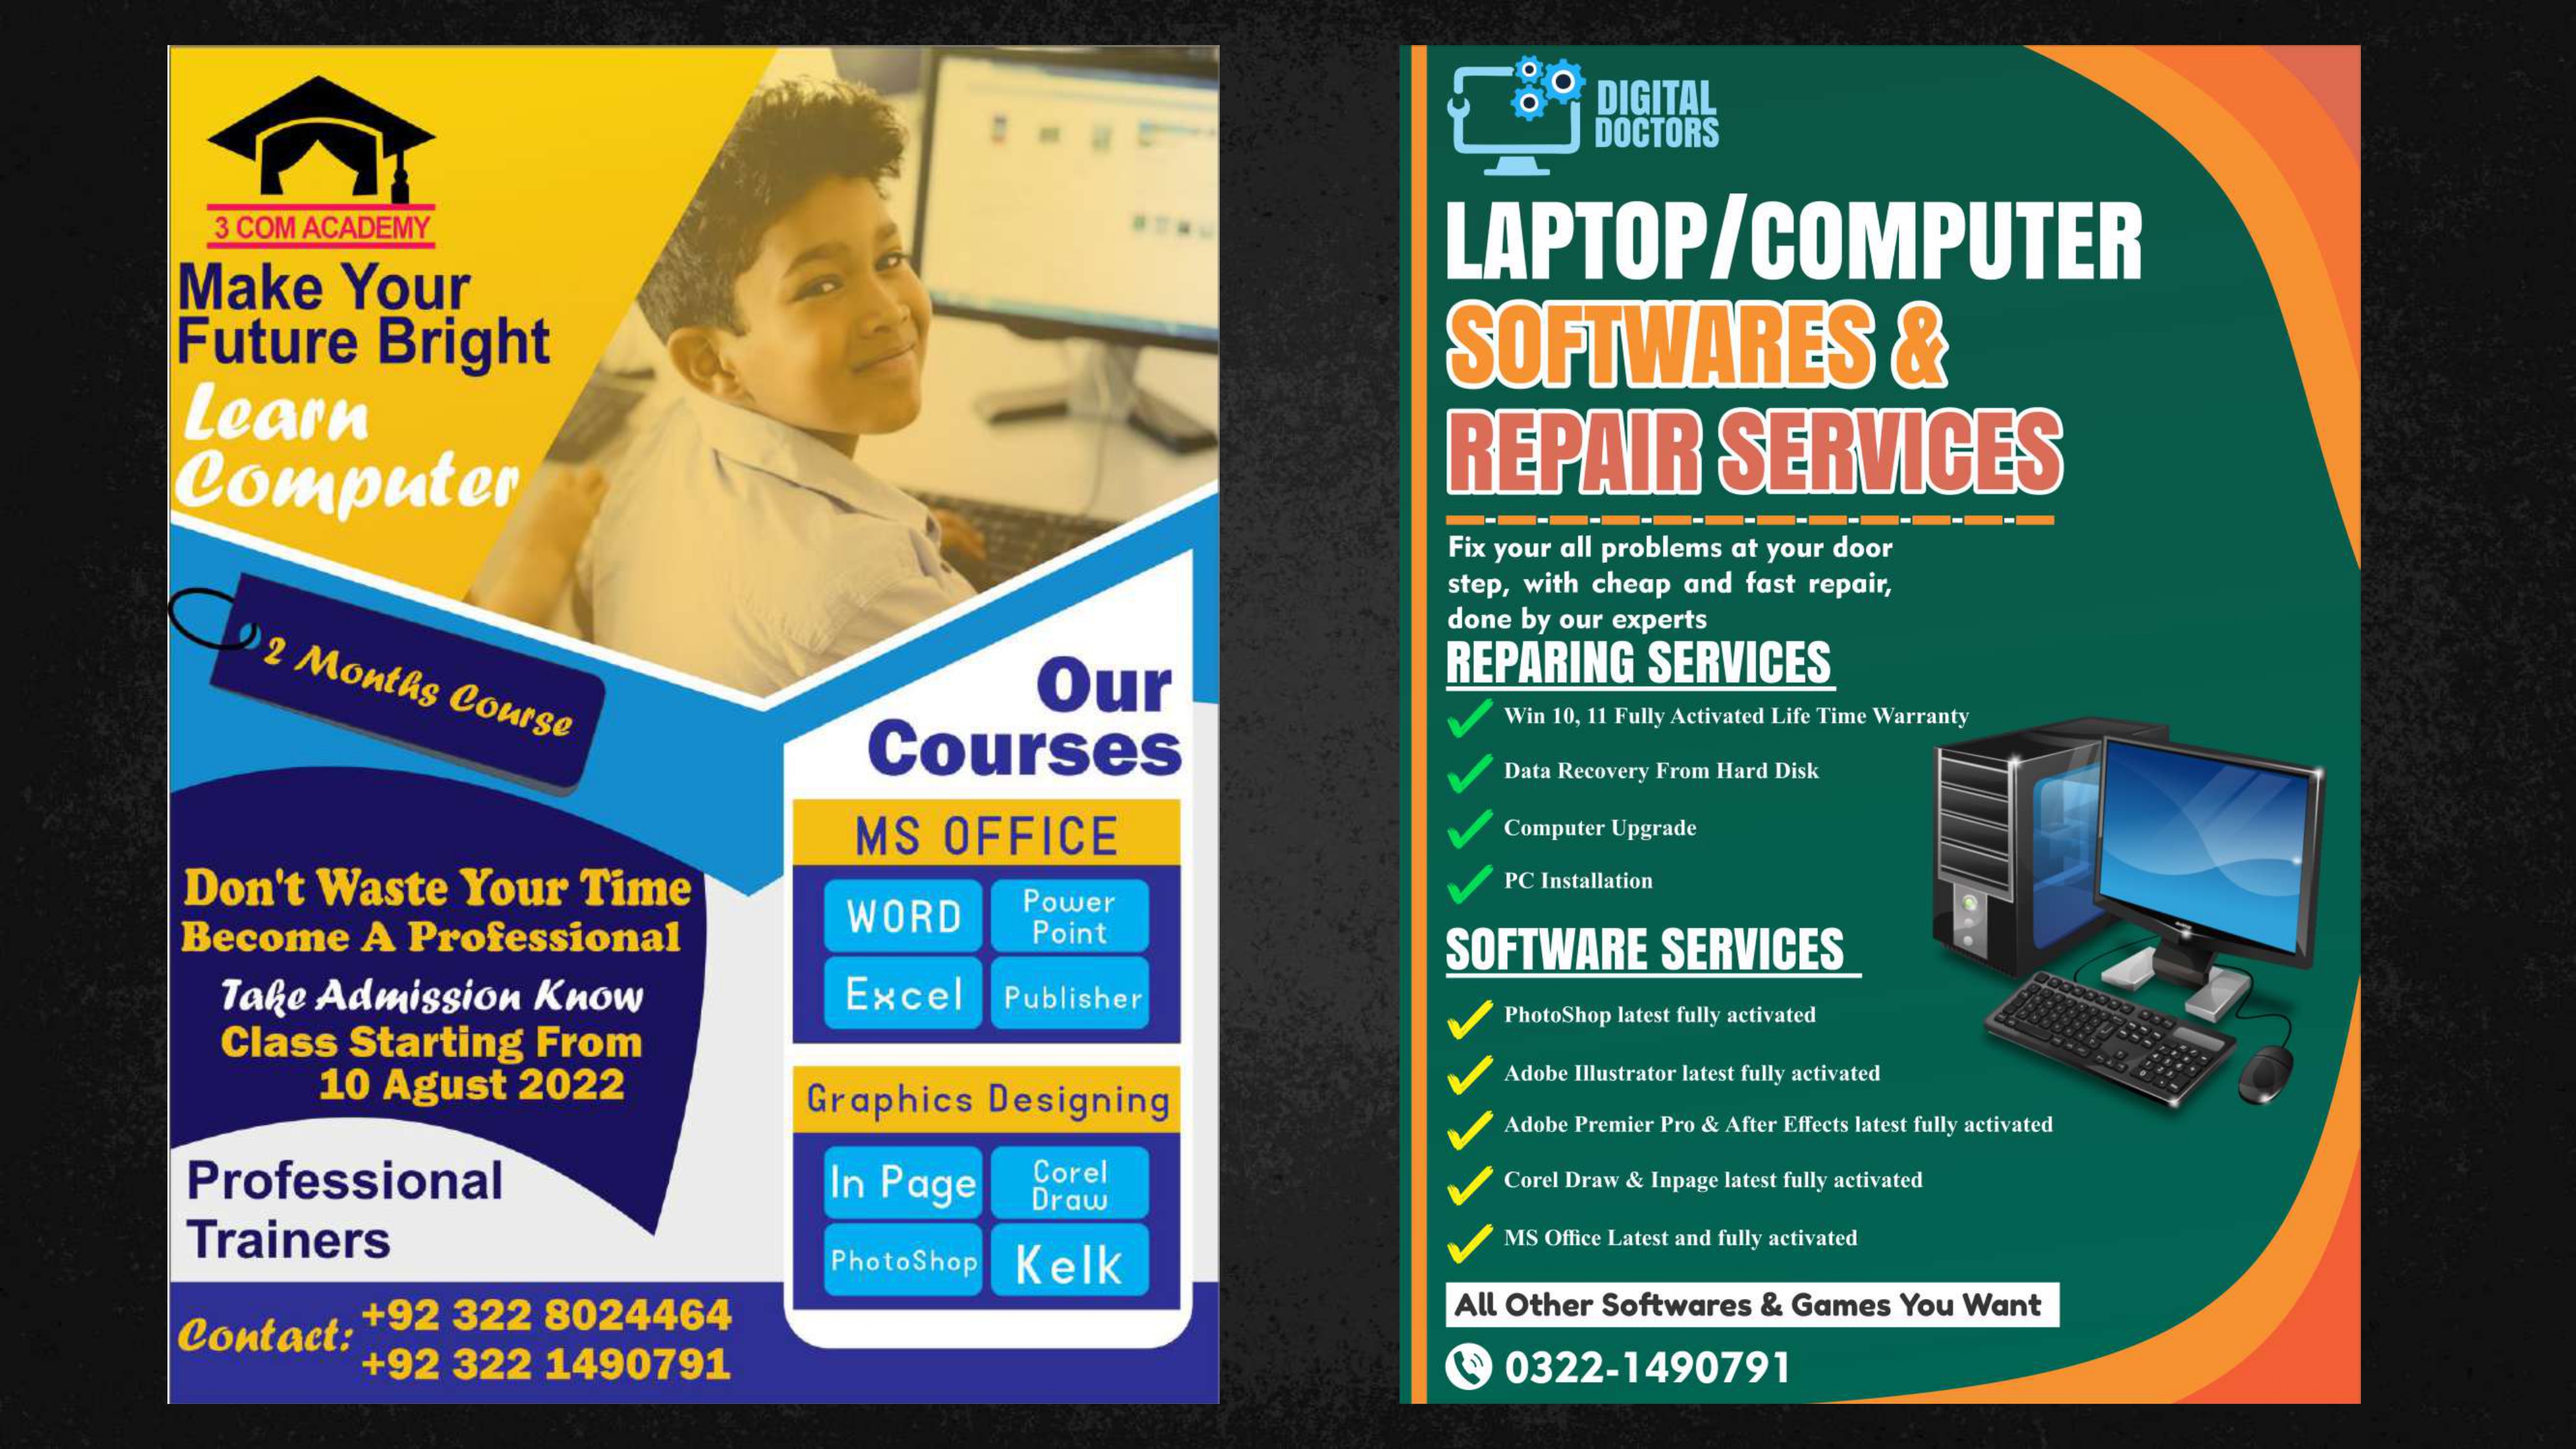 3 COM ACADEMY
Make Your
Future Bright
Learn
Computer
2 Months Course
Don't Waste Your Time
Become A Professional
Take Admission Know
Class Starting From
10 Agust 2022
Professional
Trainers
Contact: +92 322 8024464
+92 322 1490791
Our
Courses
MS OFFICE
WORD
Power
Point
Excel
Publisher
Graphics Designing
In Page
Corel
Draw
PhotoShop
Kelk
DIGITAL
DOCTORS
LAPTOP/COMPUTER
SOFTWARES &
REPAIR SERVICES
Fix your all problems at your door
step, with cheap and fast repair,
done by our experts
REPARING SERVICES
Win 10, 11 Fully Activated Life Time Warranty
Data Recovery From Hard Disk
Computer Upgrade
PC Installation
SOFTWARE SERVICES
PhotoShop latest fully activated
Adobe Illustrator latest fully activated
Adobe Premier Pro & After Effects latest fully activated
Corel Draw & Inpage latest fully activated
MS Office Latest and fully activated
All Other Softwares & Games You Want
0322-1490791